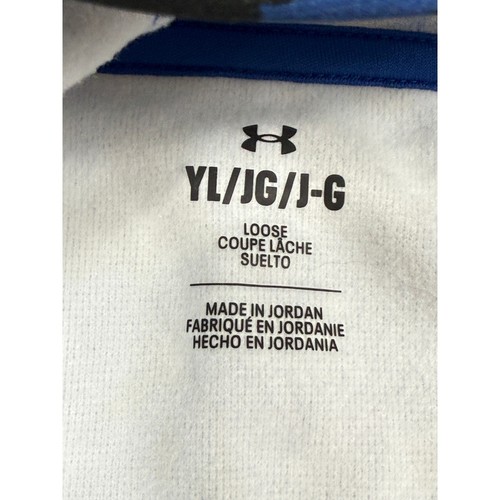 YL/JG/J-G
LOOSE
COUPE LÂCHE
SUELTO
MADE IN JORDAN
FABRIQUÉ EN JORDANIE
HECHO EN JORDANIA